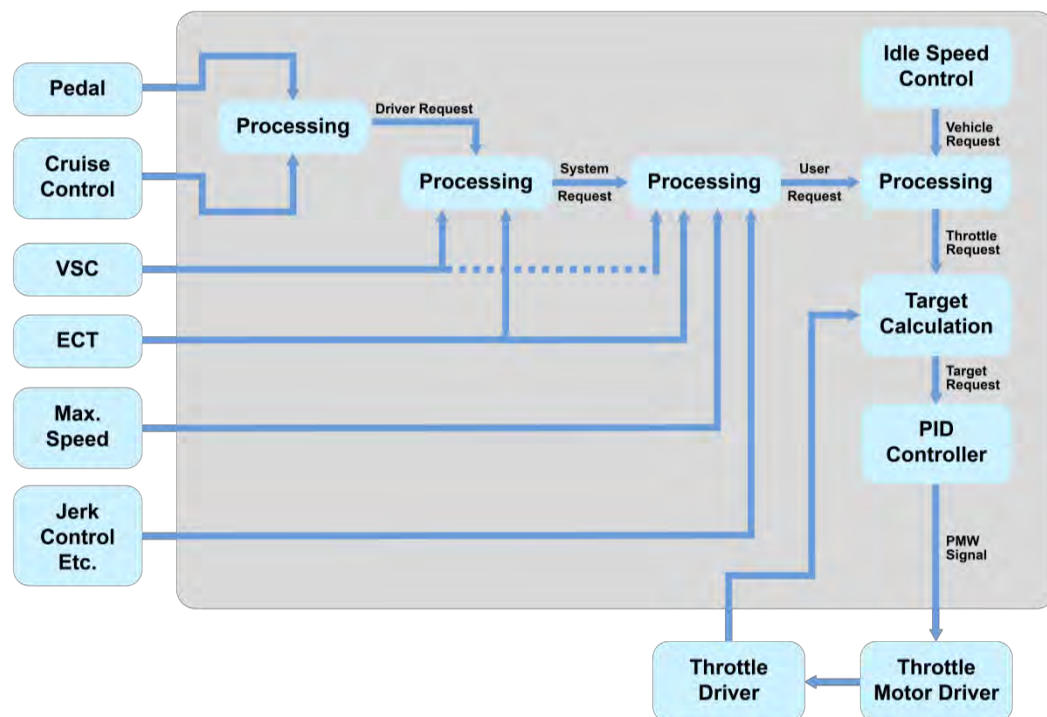 Pedal
Cruise
Control
VSC
ECT
Max.
Speed
Jerk
Control
Etc.
Processing
Driver Request
Processing
System
Request
Processing
User
Request
Idle Speed
Control
Vehicle
Request
Processing
Throttle
Request
Target
Calculation
Target
Request
PID
Controller
PMW
Signal
Throttle
Driver
Throttle
Motor Driver